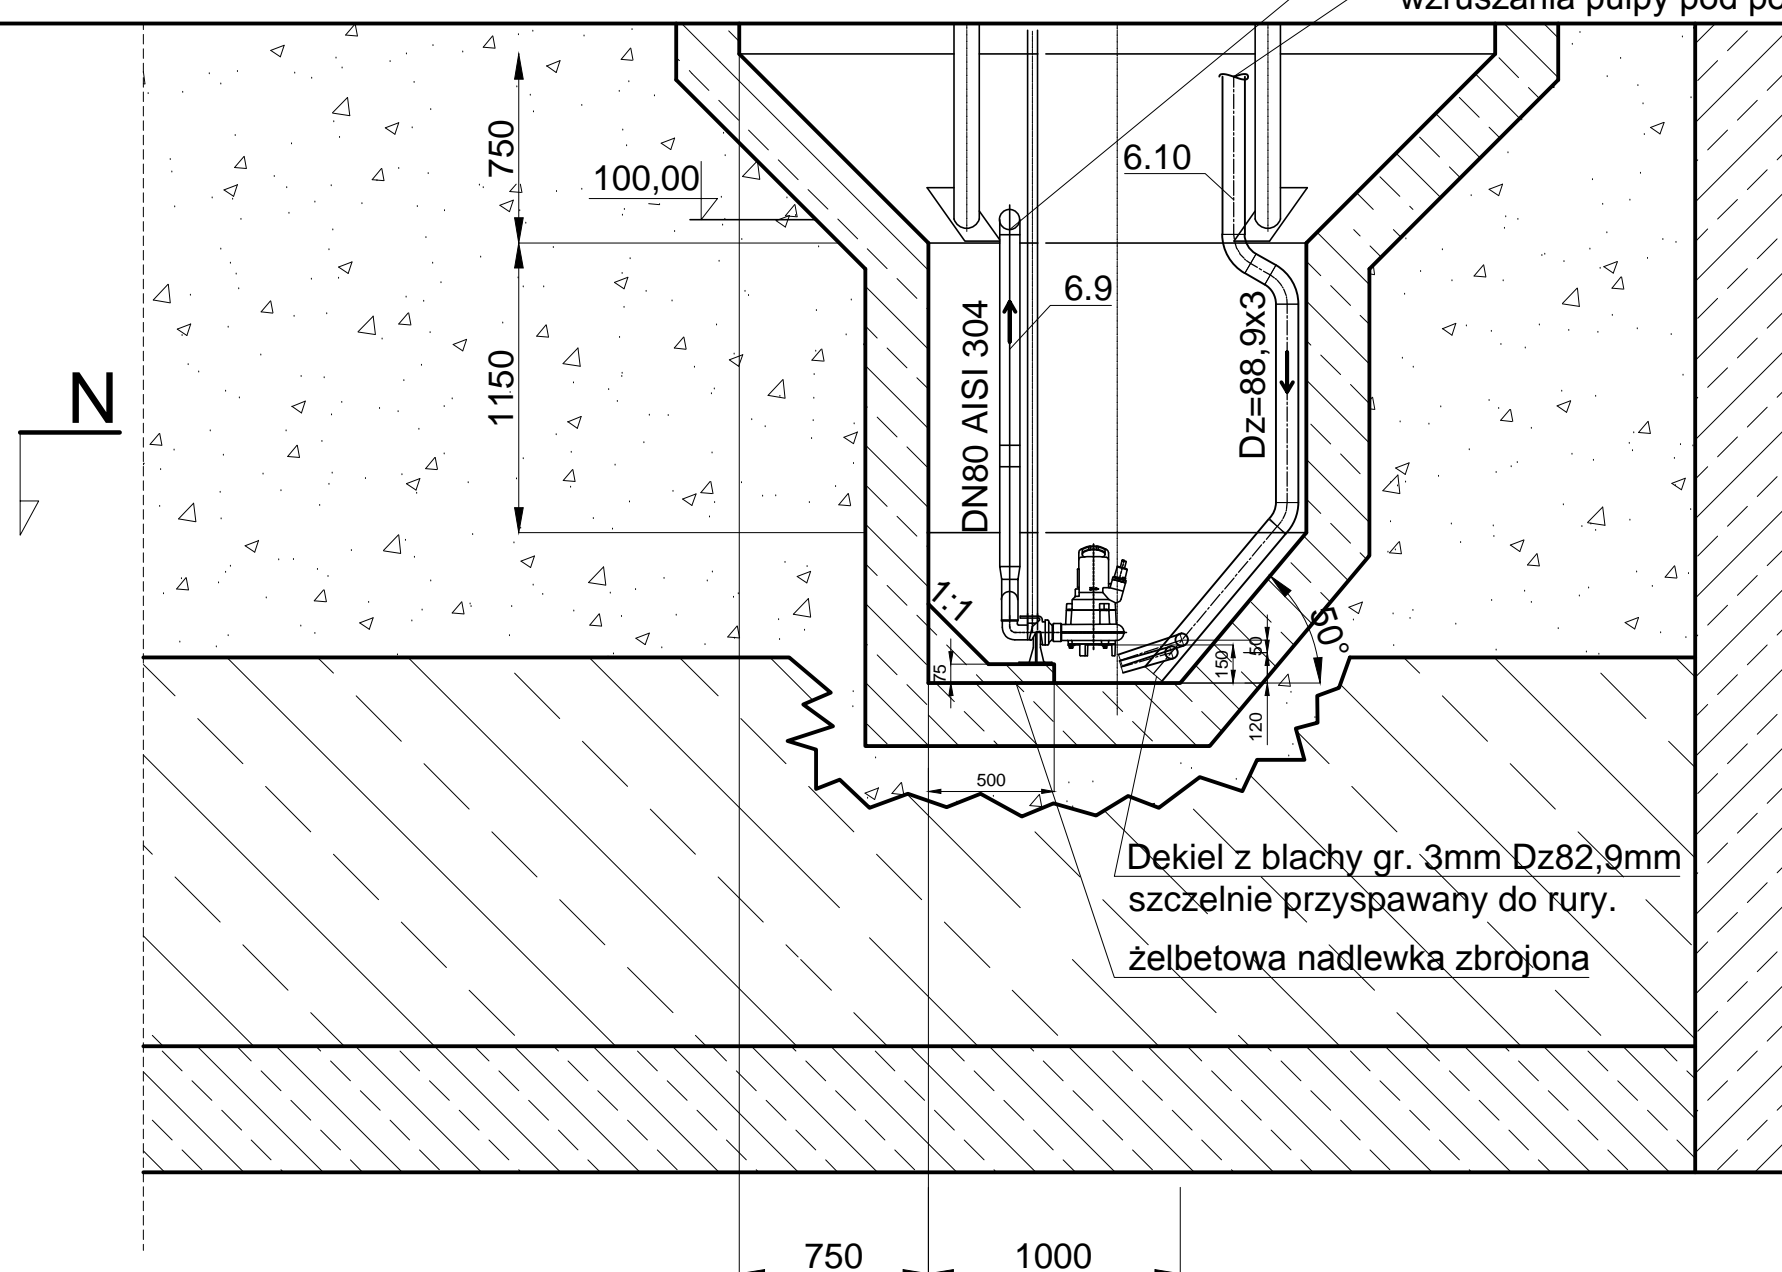 wzruszania pulpy pod
750
100,00
6.10
6.9
N
1150
DN80 AISI 304
Dz=88,9x3
1:1
50°
75
150
50
120
500
Dekiel z blachy gr. 3mm Dz82,9mm
szczelnie przyspawany do rury.
żelbetowa nadlewka zbrojona
750
1000